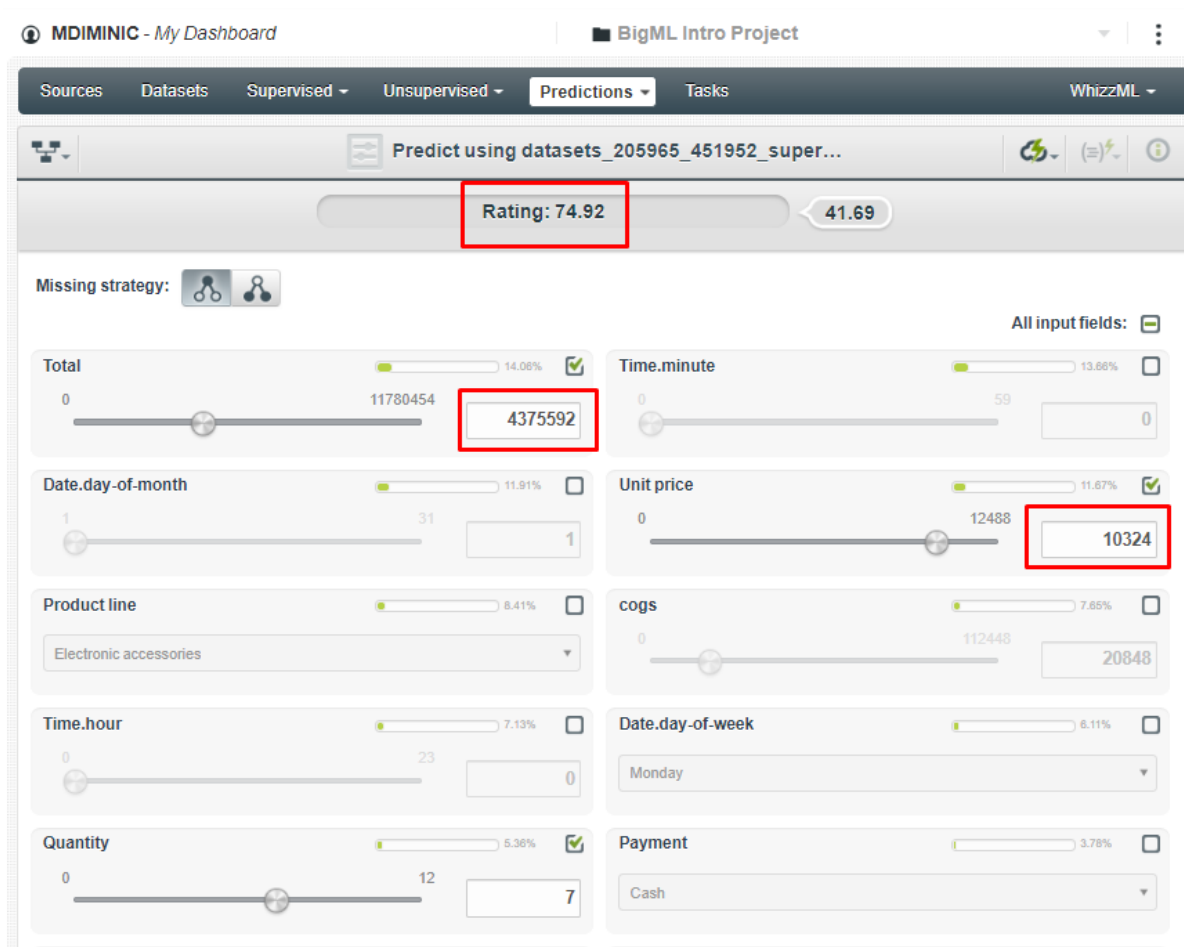 MDIMINIC - My Dashboard BigML Intro Project
Sources Datasets Supervised Unsupervised Predictions Tasks WhizzML
Predict using datasets_205965_451952_super...
Rating: 74.92 41.69
Missing strategy:
All input fields:
Total 14.06% Time.minute 13.66%
0 11780454 4375592 0 59 0
Date.day-of-month 11.91% Unit price 11.67%
1 31 1 0 12488 10324
Product line 8.41% cogs 7.65%
Electronic accessories 0 112448 20848
Time.hour 7.13% Date.day-of-week 6.11%
0 23 0 Monday
Quantity 5.36% Payment 3.78%
0 12 7 Cash